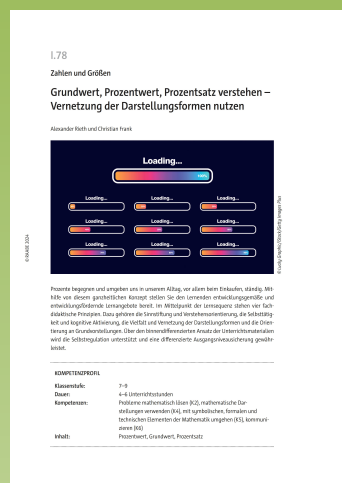 I.78
Zahlen und Größen
Grundwert, Prozentwert, Prozentsatz verstehen –
Vernetzung der Darstellungsformen nutzen
Alexander Rieth und Christian Frank
Loading...
100%
Loading... Loading... Loading...
Loading... Loading... Loading...
Loading... Loading... Loading...
© RAABE 2024
Prozente begegnen und umgeben uns in unserem Alltag, vor allem beim Einkaufen, ständig. Mit-
hilfe von diesem ganzheitlichen Konzept stellen Sie den Lernenden entwicklungsgemäße und
entwicklungsfördernde Lernangebote bereit. Im Mittelpunkt der Lernsequenz stehen vier fach-
didaktische Prinzipien. Dazu gehören die Sinnstiftung und Verstehensorientierung, die Selbsttätig-
keit und kognitive Aktivierung, die Vielfalt und Vernetzung der Darstellungsformen und die Orien-
tierung an Grundvorstellungen. Über den binnendifferenzierten Ansatz der Unterrichtsmaterialien
wird die Selbstregulation unterstützt und eine differenzierte Ausgangsniveausicherung gewähr-
leistet.
KOMPETENZPROFIL
Klassenstufe: 7–9
Dauer: 4–6 Unterrichtsstunden
Kompetenzen: Probleme mathematisch lösen (K2), mathematische Dar-
stellungen verwenden (K4), mit symbolischen, formalen und
technischen Elementen der Mathematik umgehen (K5), kommuni-
zieren (K6)
Inhalt: Prozentwert, Grundwert, Prozentsatz